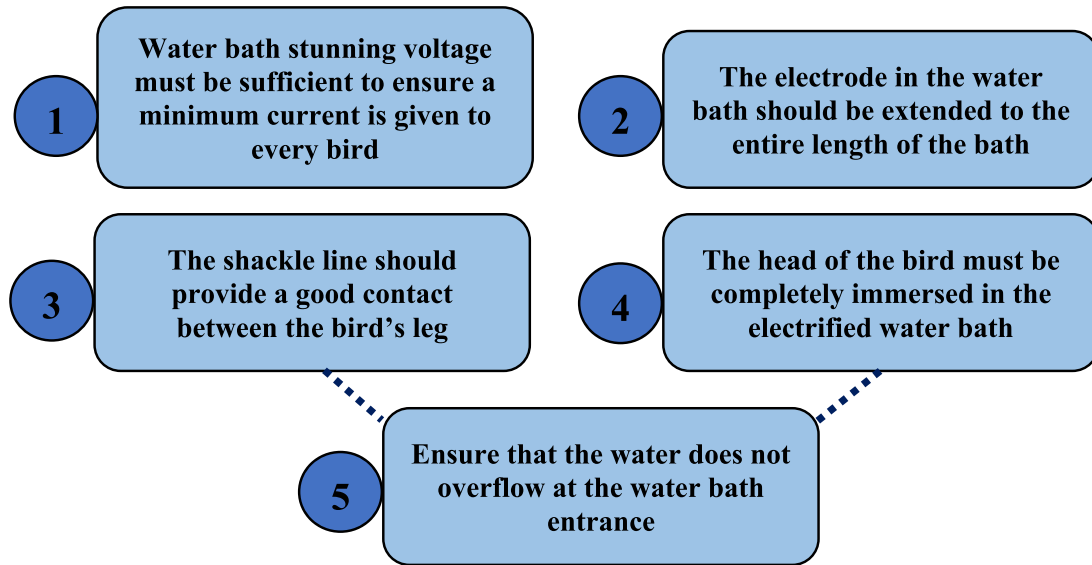 1
Water bath stunning voltage
must be sufficient to ensure a
minimum current is given to
every bird
2
The electrode in the water
bath should be extended to the
entire length of the bath
3
The shackle line should
provide a good contact
between the bird’s leg
4
The head of the bird must be
completely immersed in the
electrified water bath
5
Ensure that the water does not
overflow at the water bath
entrance